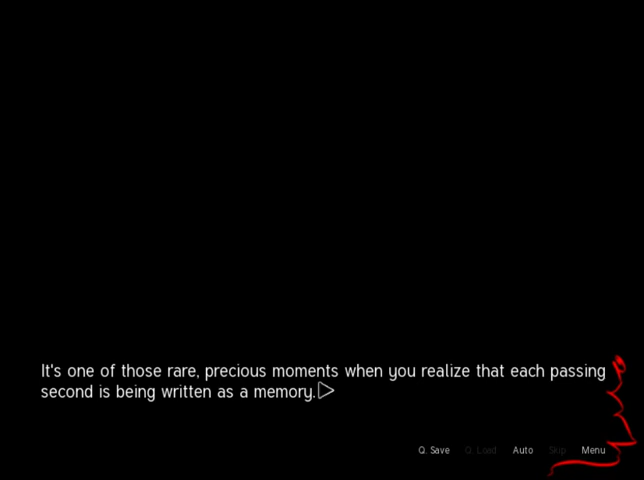 It's one of those rare, precious moments when you realize that each passing
second is being written as a memory.
Q. Save Q. Load Auto Skip Menu